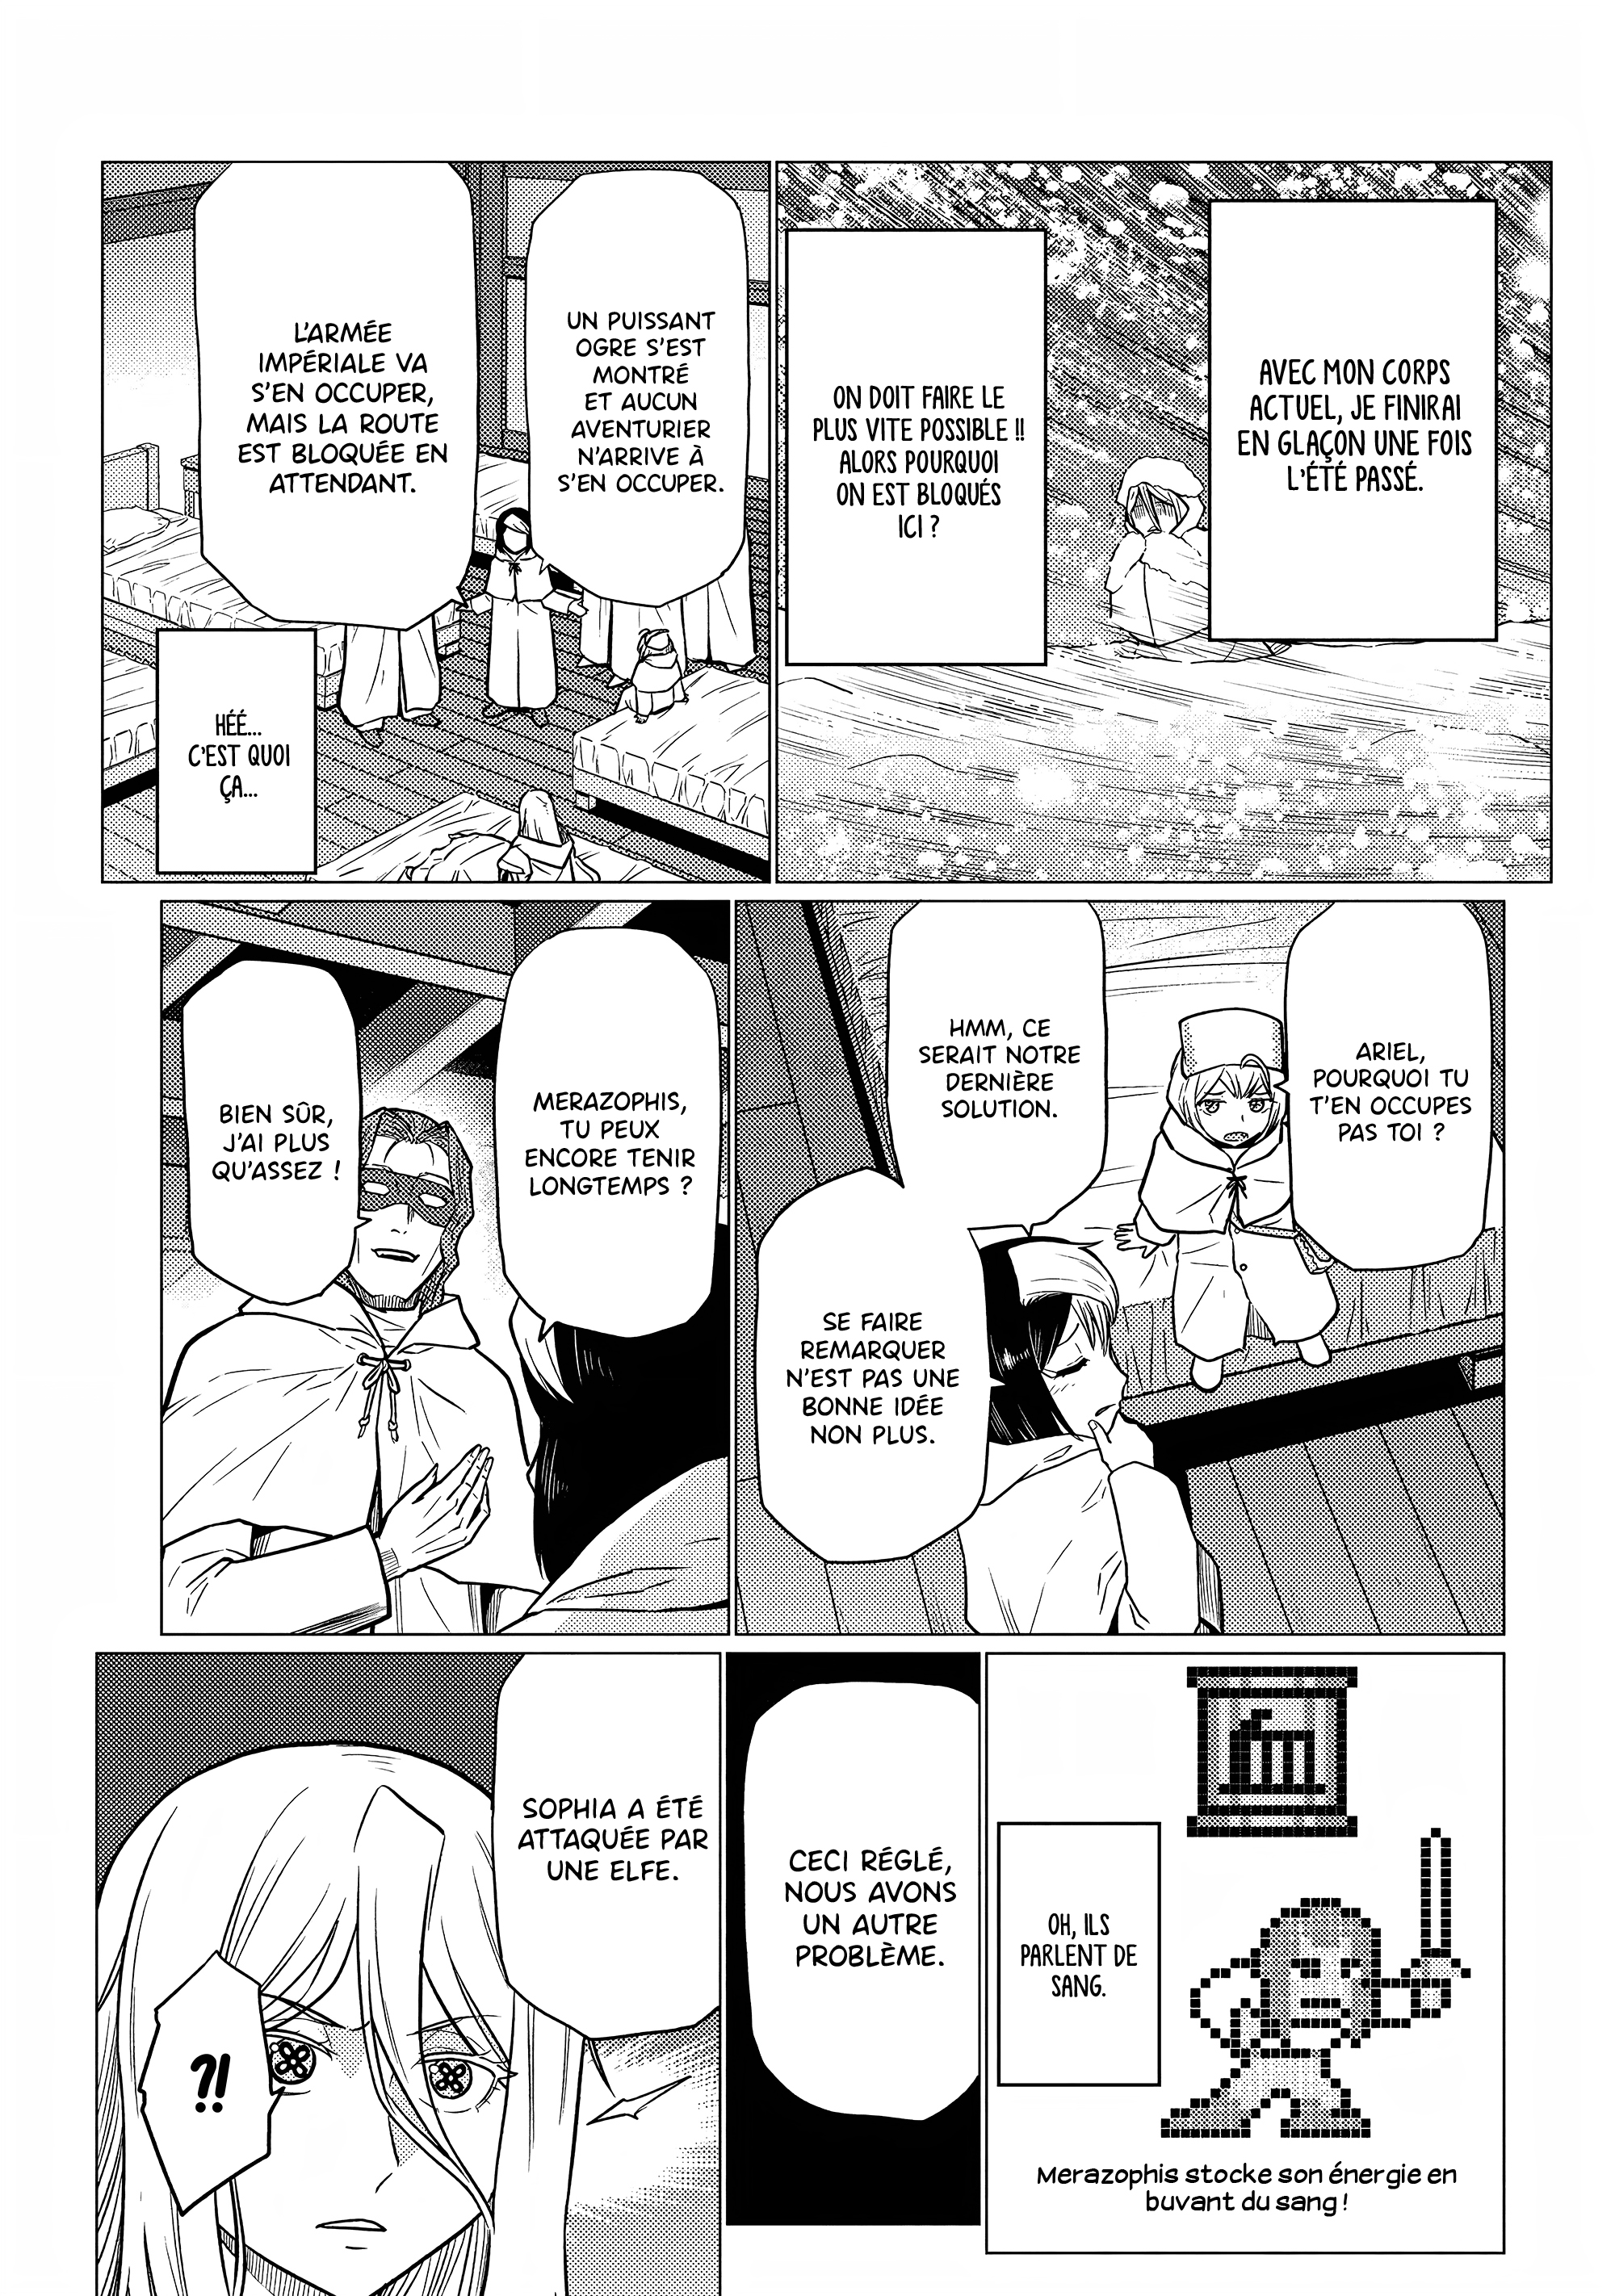 AVEC MON CORPS
ACTUEL, JE FINIRAI
EN GLAÇON UNE FOIS
L'ÉTÉ PASSÉ.
ON DOIT FAIRE LE
PLUS VITE POSSIBLE !!
ALORS POURQUOI
ON EST BLOQUÉS
ICI ?
UN PUISSANT
OGRE S'EST
MONTRÉ
ET AUCUN
AVENTURIER
N'ARRIVE À
S'EN OCCUPER.
L'ARMÉE
IMPÉRIALE VA
S'EN OCCUPER,
MAIS LA ROUTE
EST BLOQUÉE EN
ATTENDANT.
HÉÉ...
C'EST QUOI
ÇA...
ARIEL,
POURQUOI TU
T'EN OCCUPES
PAS TOI ?
HMM, CE
SERAIT NOTRE
DERNIÈRE
SOLUTION.
SE FAIRE
REMARQUER
N'EST PAS UNE
BONNE IDÉE
NON PLUS.
MERAZOPHIS,
TU PEUX
ENCORE TENIR
LONGTEMPS ?
BIEN SÛR,
J'AI PLUS
QU'ASSEZ !
OH, ILS
PARLENT DE
SANG.
Merazophis stocke son énergie en
buvant du sang !
CECI RÉGLÉ,
NOUS AVONS
UN AUTRE
PROBLÈME.
SOPHIA A ÉTÉ
ATTAQUÉE PAR
UNE ELFE.
?!